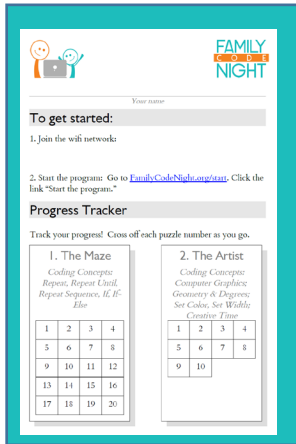 FAMILY
CODE
NIGHT
Your name
To get started:
1. Join the wifi network:
2. Start the program: Go to FamilyCodeNight.org/start. Click the
link “Start the program.”
Progress Tracker
Track your progress! Cross off each puzzle number as you go.
1. The Maze
Coding Concepts:
Repeat, Repeat Until,
Repeat Sequence, If, If-
Else
1 2 3 4
5 6 7 8
9 10 11 12
13 14 15 16
17 18 19 20
2. The Artist
Coding Concepts:
Computer Graphics;
Geometry & Degrees;
Set Color, Set Width;
Creative Time
1 2 3 4
5 6 7 8
9 10